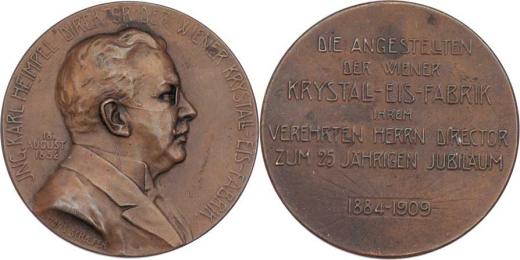 ING. KARL HEIMPEL DIRECTOR DER WIENER KRYSTALL-EIS-FABRIK
13.
AUGUST
1852
DIE ANGESTELLTEN
DER WIENER
KRYSTALL-EIS-FABRIK
IHREM
VEREHRTEN HERRN DIRECTOR
ZUM 25 JÄHRIGEN JUBILÄUM
1884-1909